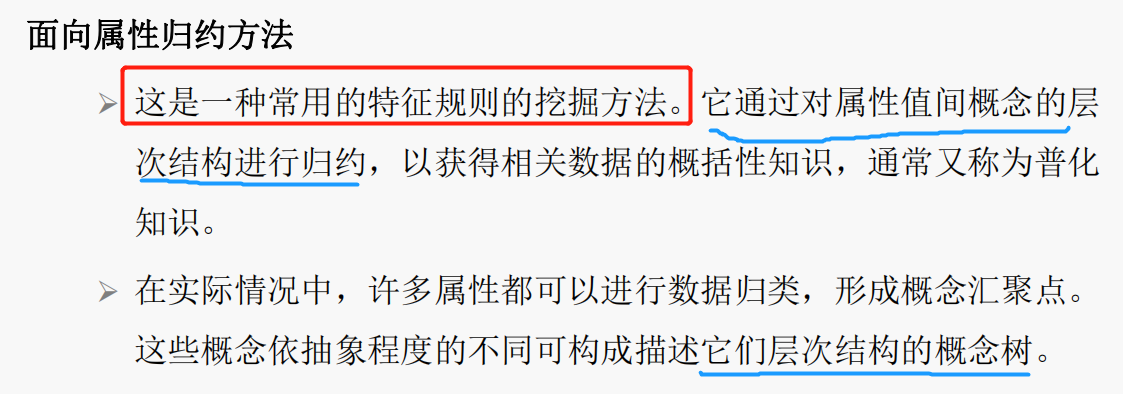 面向属性归约方法
➢ 这是一种常用的特征规则的挖掘方法。它通过对属性值间概念的层
次结构进行归约，以获得相关数据的概括性知识，通常又称为普化
知识。
➢ 在实际情况中，许多属性都可以进行数据归类，形成概念汇聚点。
这些概念依抽象程度的不同可构成描述它们层次结构的概念树。